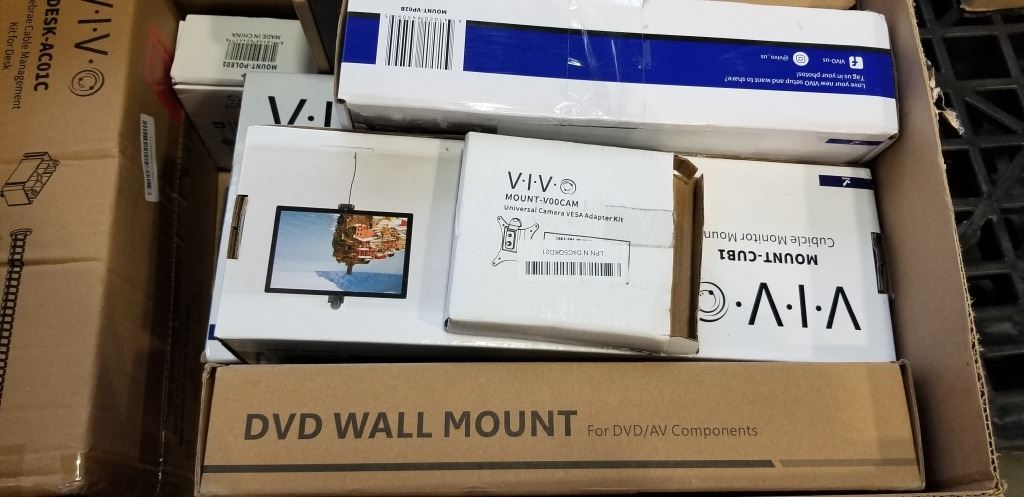 V·I·V·
DESK-AC01C
ebrae Cable Management
Kit for Desk
MOUNT-POLE01
MADE IN CHINA
V·I
MOUNT-VP02B
Love your new VIVO setup and want to share?
Tag us in your photos!
VIVO-us
@vivo_us
V·I·V·
MOUNT-V00CAM
Universal Camera VESA Adapter Kit
V·I·V·
MOUNT-CUB1
Cubicle Monitor Moun
DVD WALL MOUNT For DVD/AV Components